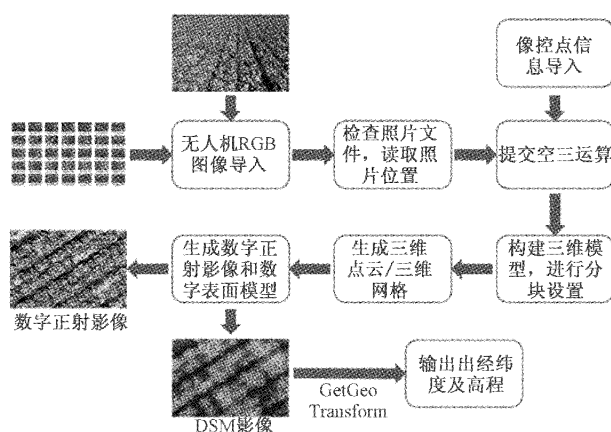 像控点信
息导入
无人机RGB
图像导入
检查照片文
件，读取照
片位置
提交空三运算
数字正射影像
生成数字正
射影像和数
字表面模型
生成三维
点云/三维
网格
构建三维模
型，进行分
块设置
DSM影像
GetGeo
Transform
输出出经纬
度及高程